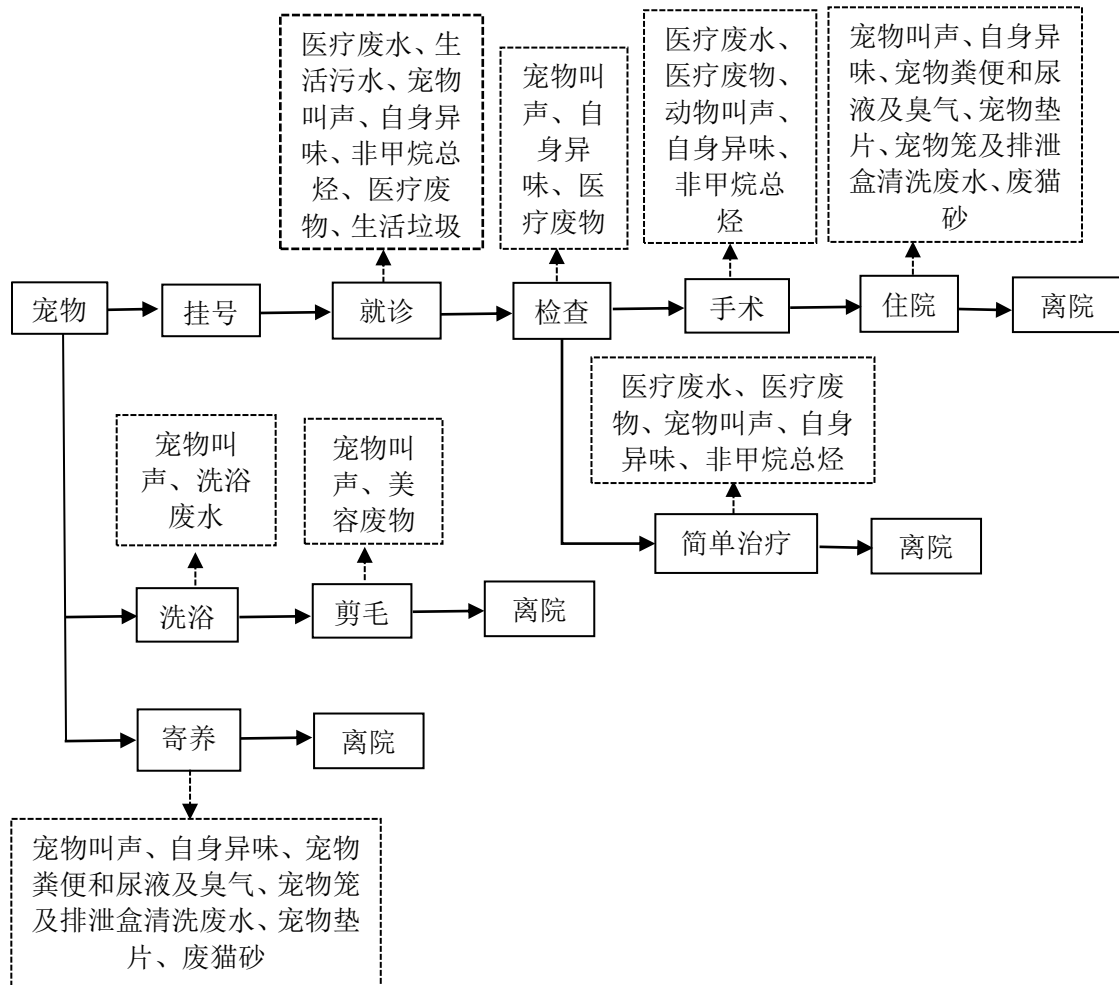 医疗废水、生
活污水、宠物
叫声、自身异
味、非甲烷总
烃、医疗废
物、生活垃圾
宠物叫
声、自
身异
味、医
疗废物
医疗废水、
医疗废物、
动物叫声、
自身异味、
非甲烷总
烃
宠物叫声、自身异
味、宠物粪便和尿
液及臭气、宠物垫
片、宠物笼及排泄
盒清洗废水、废猫
砂
宠物
挂号
就诊
检查
手术
住院
离院
医疗废水、医疗废
物、宠物叫声、自身
异味、非甲烷总烃
简单治疗
离院
宠物叫
声、洗浴
废水
宠物叫
声、美
容废物
洗浴
剪毛
离院
寄养
离院
宠物叫声、自身异味、宠物
粪便和尿液及臭气、宠物笼
及排泄盒清洗废水、宠物垫
片、废猫砂